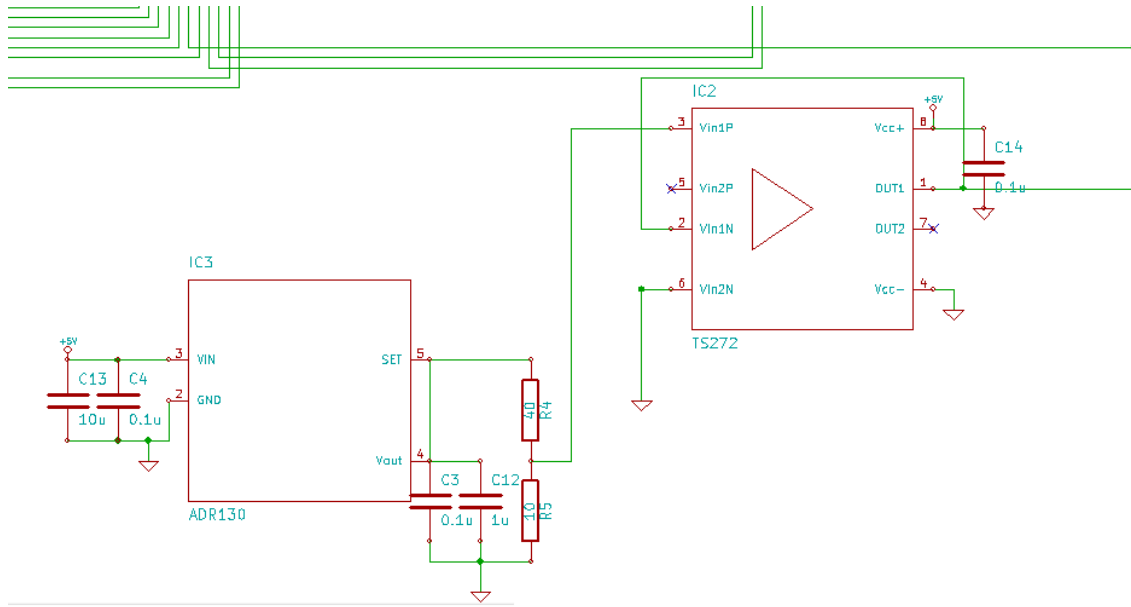 IC2
+5V
3 Vin1P Vcc+ 8
C14
5 Vin2P OUT1 1
0.1u
2 VIn1N OUT2 7
6 VIn2N Vcc- 4
TS272
IC3
+5V
3 VIN SET 5
C13 C4
2 GND
10u 0.1u
40 R4
Vout 4
C3 C12
0.1u 1u
10 R5
ADR130